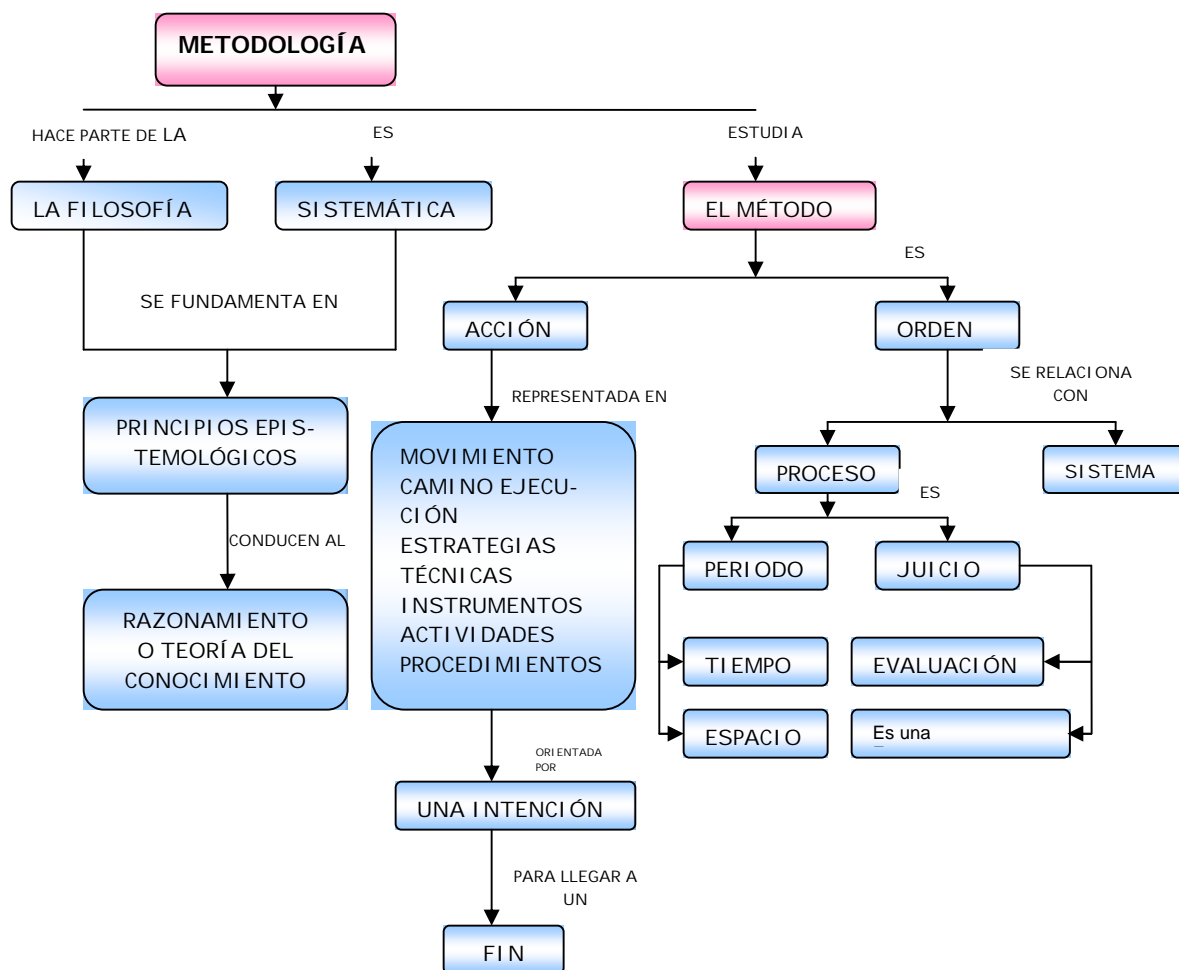 METODOLOGÍA
HACE PARTE DE LA
ES
ESTUDIA
LA FILOSOFÍA
SISTEMÁTICA
EL MÉTODO
ES
SE FUNDAMENTA EN
ACCIÓN
ORDEN
REPRESENTADA EN
SE RELACIONA
CON
PRINCIPIOS EPIS-
TEMOLÓGICOS
MOVIMIENTO
CAMINO EJECU-
CIÓN
ESTRATEGIAS
TÉCNICAS
INSTRUMENTOS
ACTIVIDADES
PROCEDIMIENTOS
PROCESO
SISTEMA
ES
CONDUCEN AL
PERIODO
JUICIO
RAZONAMIENTO
O TEORÍA DEL
CONOCIMIENTO
TIEMPO
EVALUACIÓN
ESPACIO
Es una
ORIENTADA
POR
UNA INTENCIÓN
PARA LLEGAR A
UN
FIN